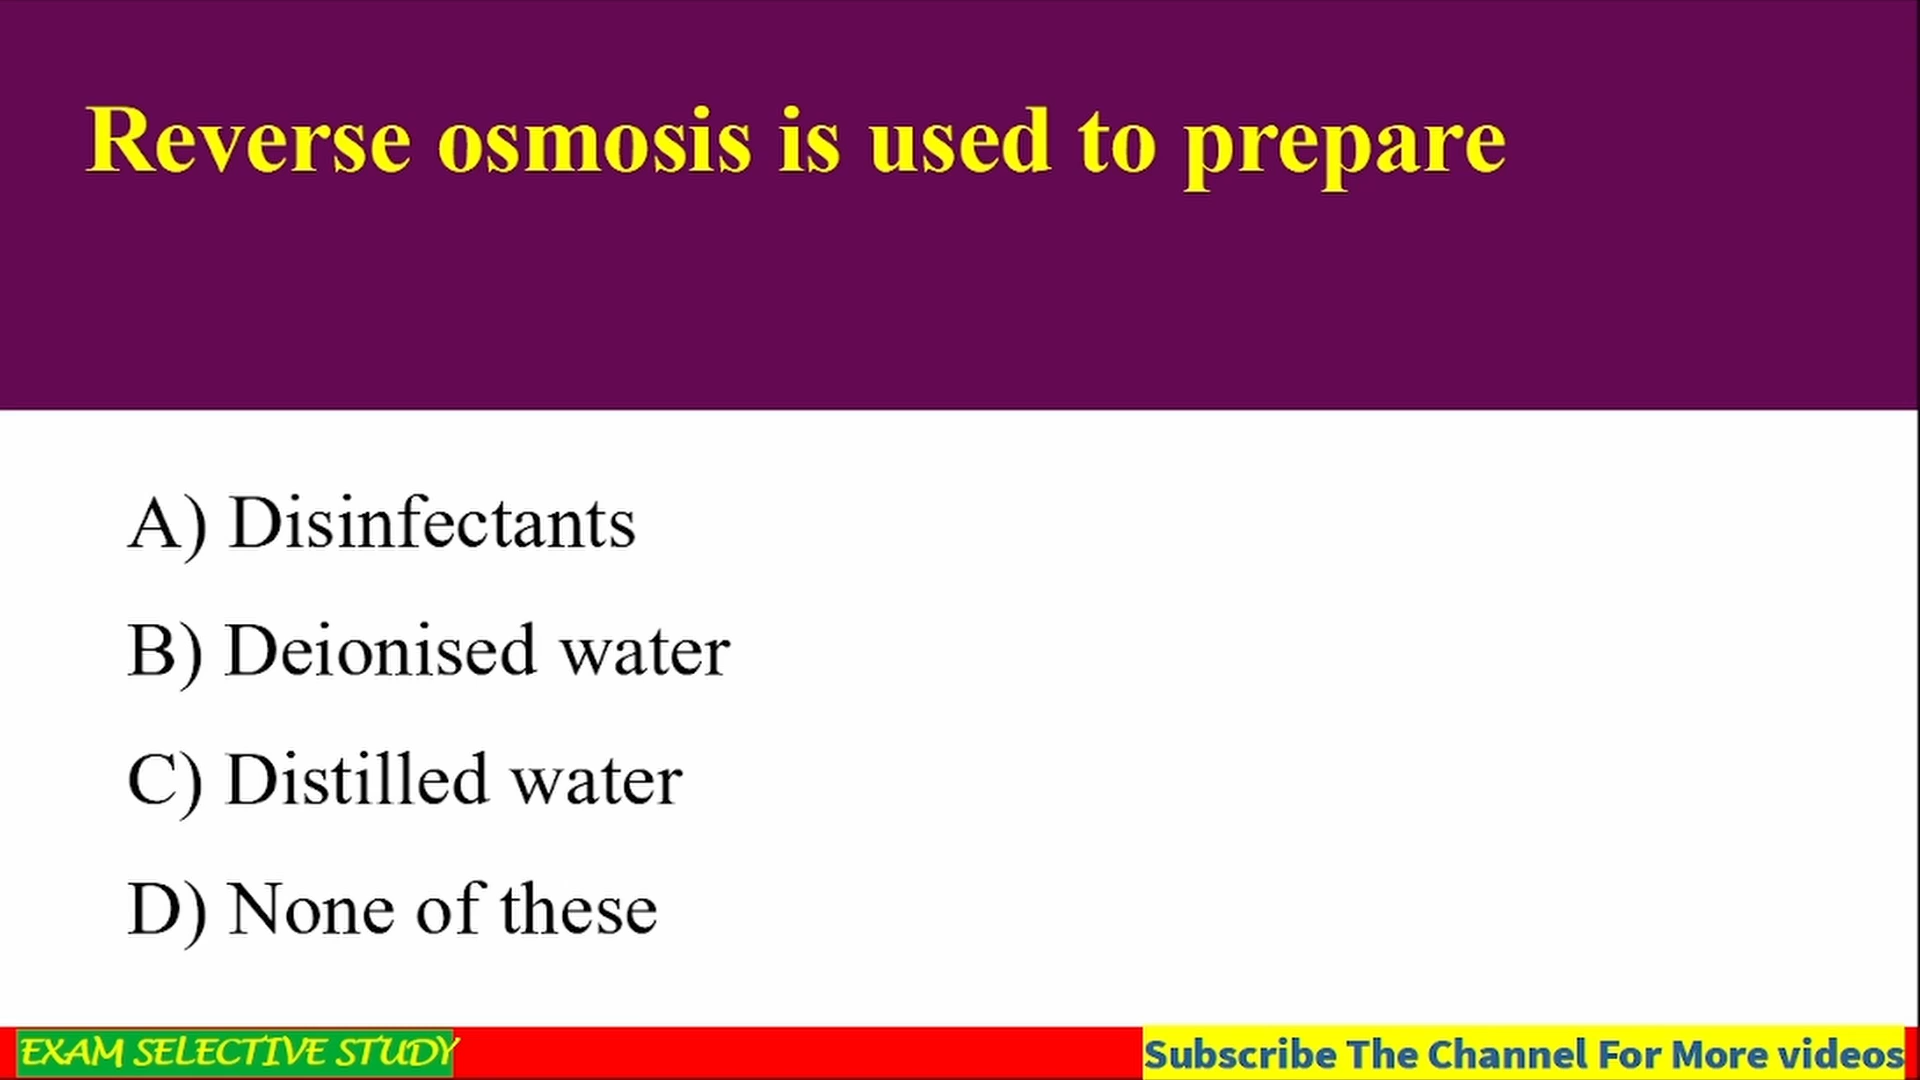 Reverse osmosis is used to prepare
A) Disinfectants
B) Deionised water
C) Distilled water
D) None of these
EXAM SELECTIVE STUDY
Subscribe The Channel For More videos